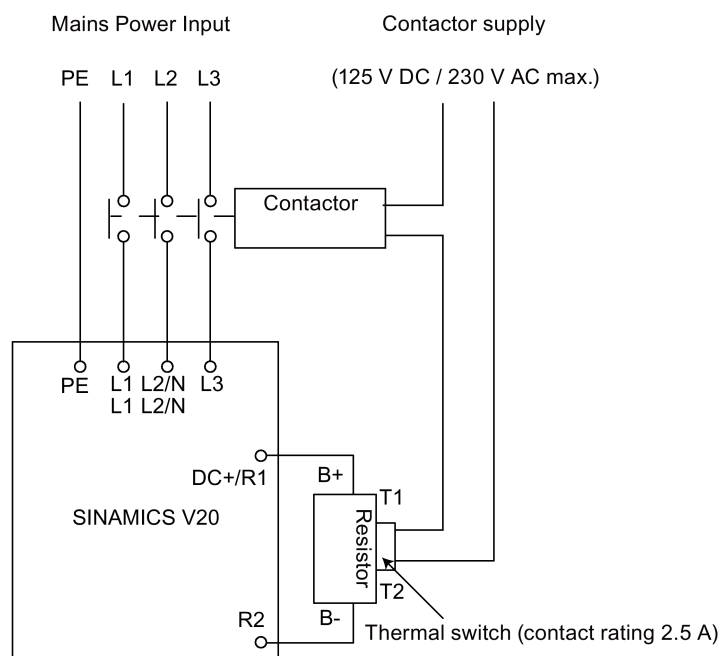 Mains Power Input
Contactor supply
PE L1 L2 L3
(125 V DC / 230 V AC max.)
Contactor
PE L1 L2/N L3
L1 L2/N
DC+/R1
B+
T1
SINAMICS V20
Resistor
T2
R2
B-
Thermal switch (contact rating 2.5 A)